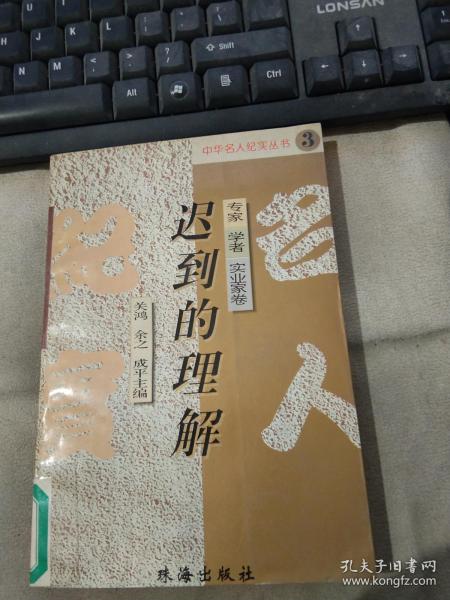 LONSAN
Shift
N
M
Alt
Ctrl
中华名人纪实丛书 3
名人
纪实
专家 学者 实业家卷
迟到的理解
关鸿 余之 成平主编
珠海出版社
孔夫子旧书网
www.kongfz.com